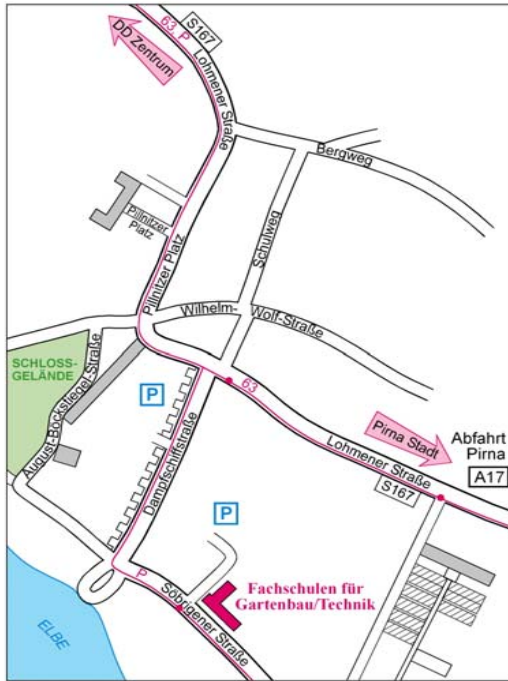 63 P
S167
DD Zentrum
Lohmener Straße
Bergweg
Pillnitzer
Platz
Schulweg
Pillnitzer Platz
Wilhelm-Wolf-Straße
SCHLOSS-
GELÄNDE
August-Böckstiegel-Straße
P
63
Dampfschiffstraße
Pirna Stadt
Abfahrt
Pirna
A17
Lohmener Straße
S167
P
P
Söbrigener Straße
Fachschulen für
Gartenbau/Technik
ELBE